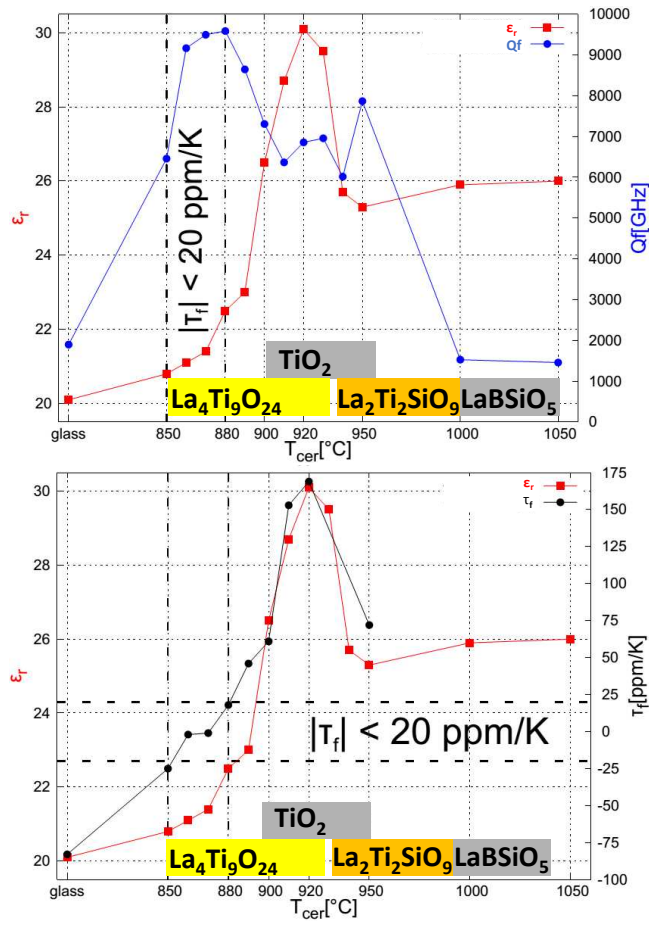 30
28
26
24
22
20
εr
10000
9000
8000
7000
6000
5000
4000
3000
2000
1000
0
Qf[GHz]
εr
Qf
|τf| < 20 ppm/K
TiO2
La4Ti9O24
La2Ti2SiO9
LaBSiO5
glass 850 880 900 920 950 1000 1050
Tcer[°C]
30
28
26
24
22
20
εr
175
150
125
100
75
50
25
0
-25
-50
-75
-100
τf[ppm/K]
εr
τf
|τf| < 20 ppm/K
TiO2
La4Ti9O24
La2Ti2SiO9
LaBSiO5
glass 850 880 900 920 950 1000 1050
Tcer[°C]